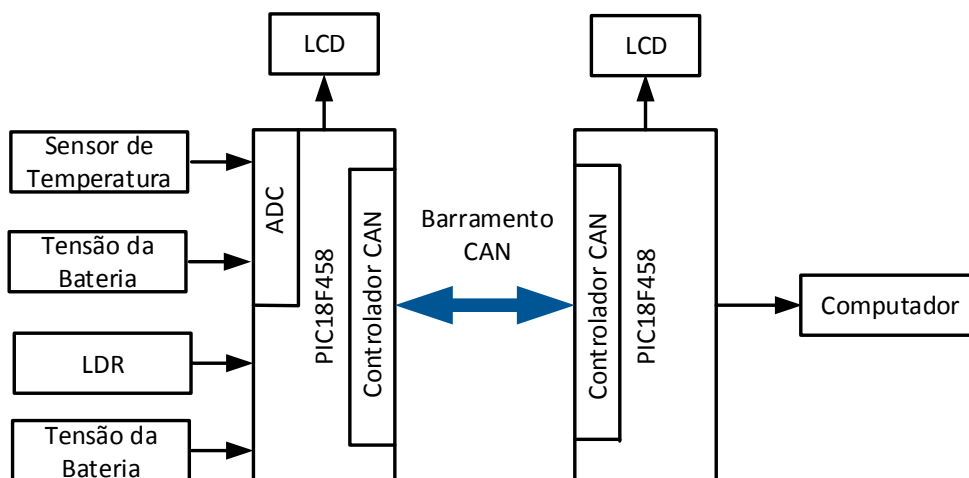 LCD
LCD
Sensor de
Temperatura
Tensão da
Bateria
LDR
Tensão da
Bateria
ADC
PIC18F458
Controlador CAN
Barramento
CAN
Controlador CAN
PIC18F458
Computador